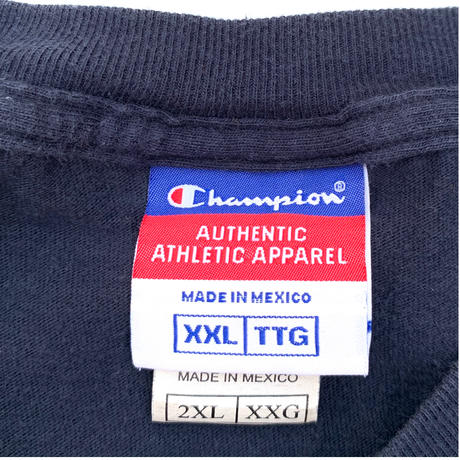 Champion®
AUTHENTIC
ATHLETIC APPAREL
MADE IN MEXICO
XXL TTG
MADE IN MEXICO
2XL XXG